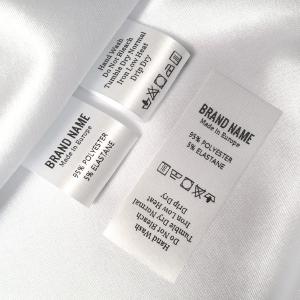 Hand Wash
Do Not Bleach
Tumble Dry Normal
Iron Low Heat
Drip Dry
BRAND NAME
Made in Europe
95% POLYESTER
5% ELASTANE
BRAND NAME
Made in Europe
95% POLYESTER
5% ELASTANE
Hand Wash
Do Not Bleach
Tumble Dry Normal
Iron Low Heat
Drip Dry